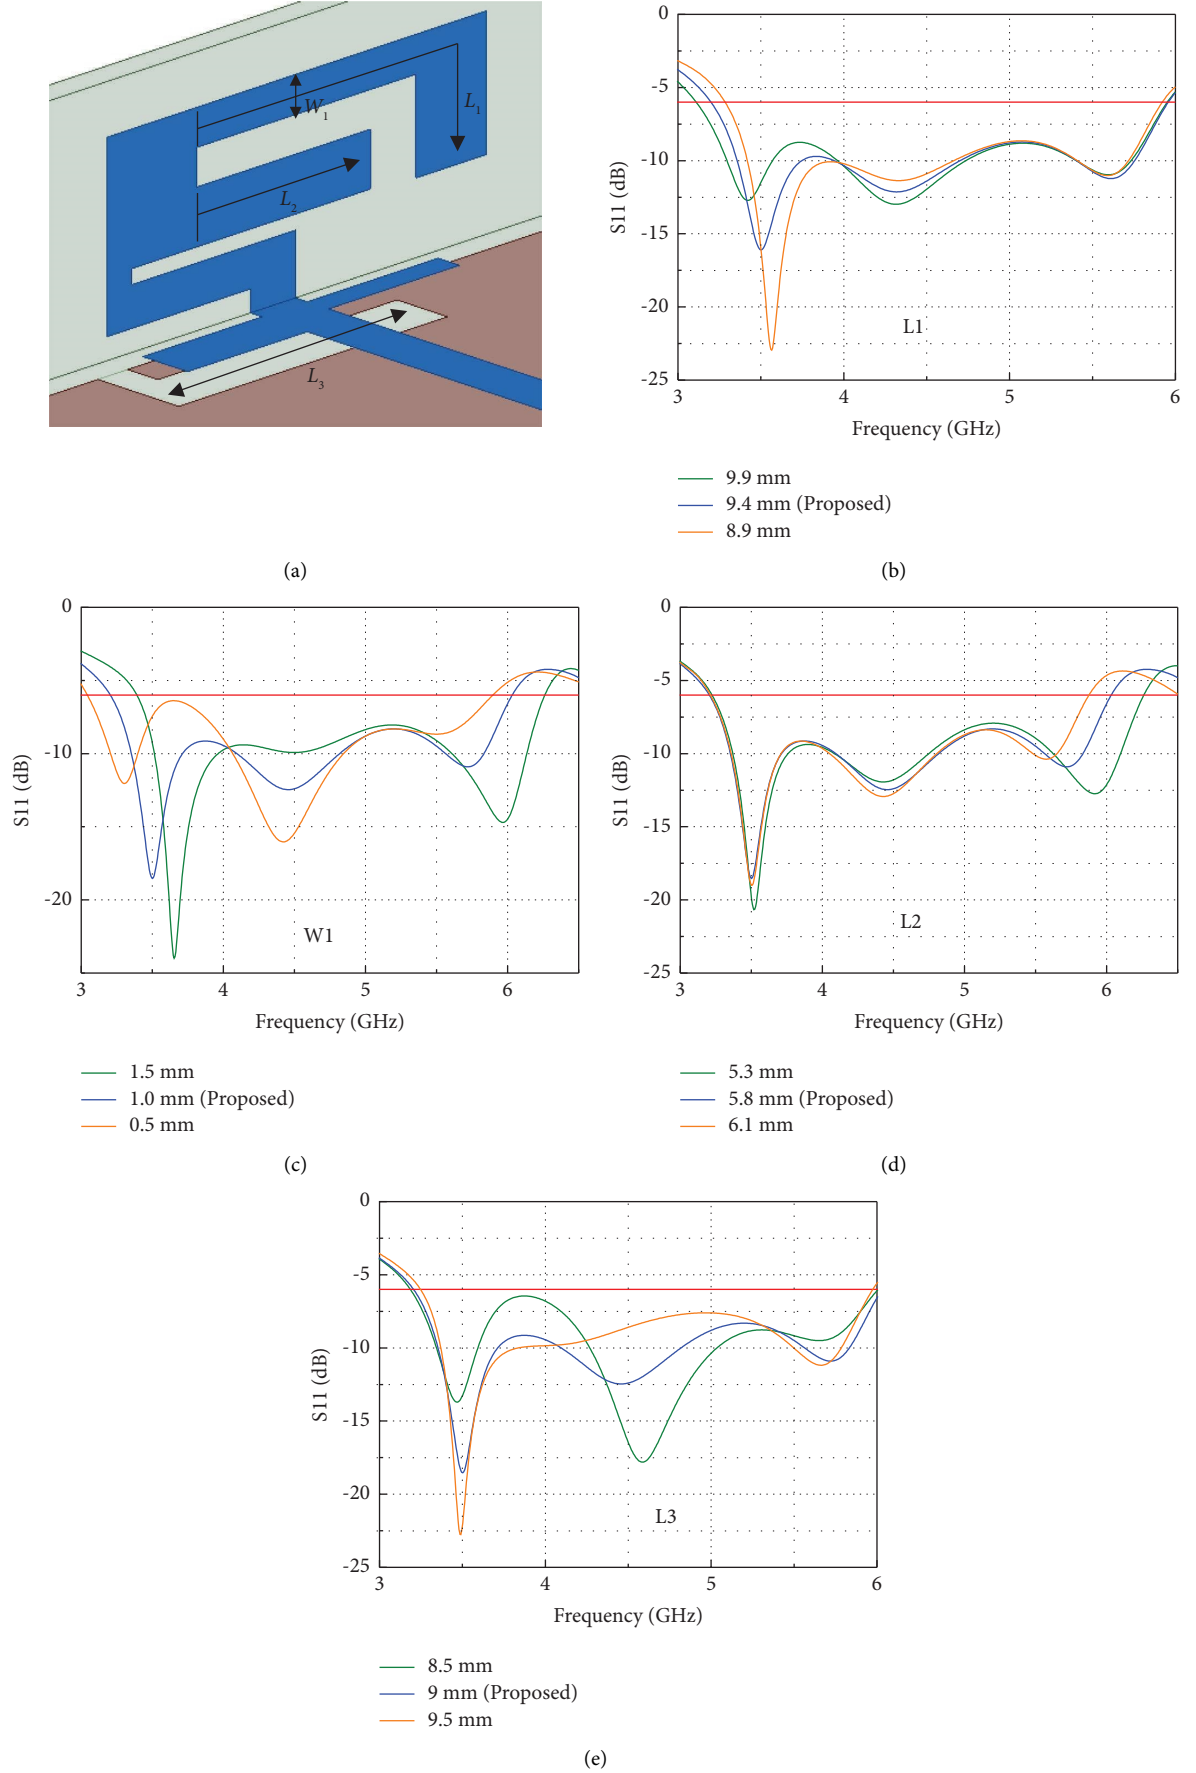 W1
L1
L2
L3
(a)
0
-5
-10
-15
-20
-25
S11 (dB)
L1
3
4
5
6
Frequency (GHz)
9.9 mm
9.4 mm (Proposed)
8.9 mm
(b)
0
-10
-20
S11 (dB)
W1
3
4
5
6
Frequency (GHz)
1.5 mm
1.0 mm (Proposed)
0.5 mm
(c)
0
-5
-10
-15
-20
-25
S11 (dB)
L2
3
4
5
6
Frequency (GHz)
5.3 mm
5.8 mm (Proposed)
6.1 mm
(d)
0
-5
-10
-15
-20
-25
S11 (dB)
L3
3
4
5
6
Frequency (GHz)
8.5 mm
9 mm (Proposed)
9.5 mm
(e)